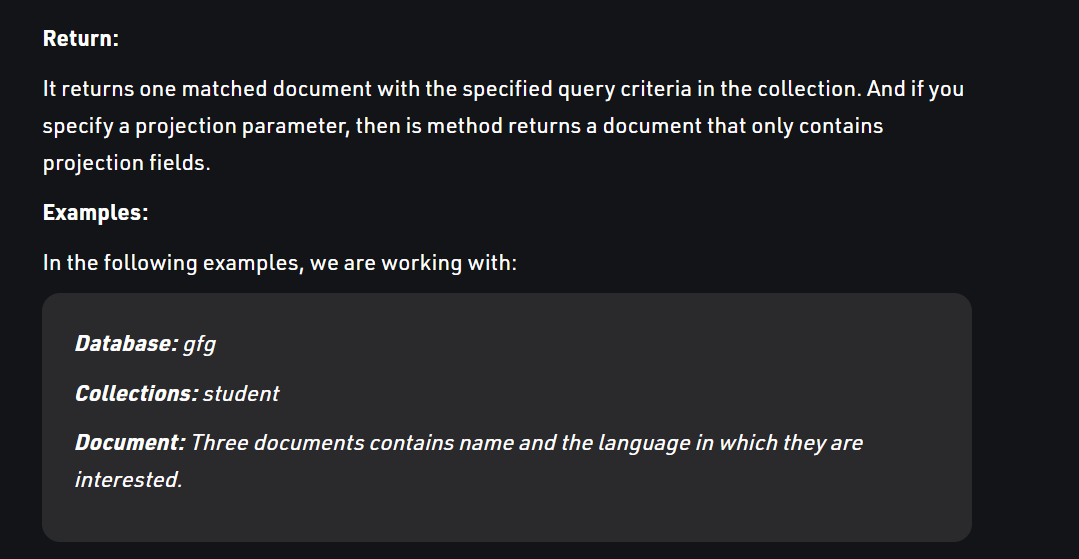 Return:
It returns one matched document with the specified query criteria in the collection. And if you
specify a projection parameter, then is method returns a document that only contains
projection fields.
Examples:
In the following examples, we are working with:
Database: gfg
Collections: student
Document: Three documents contains name and the language in which they are
interested.